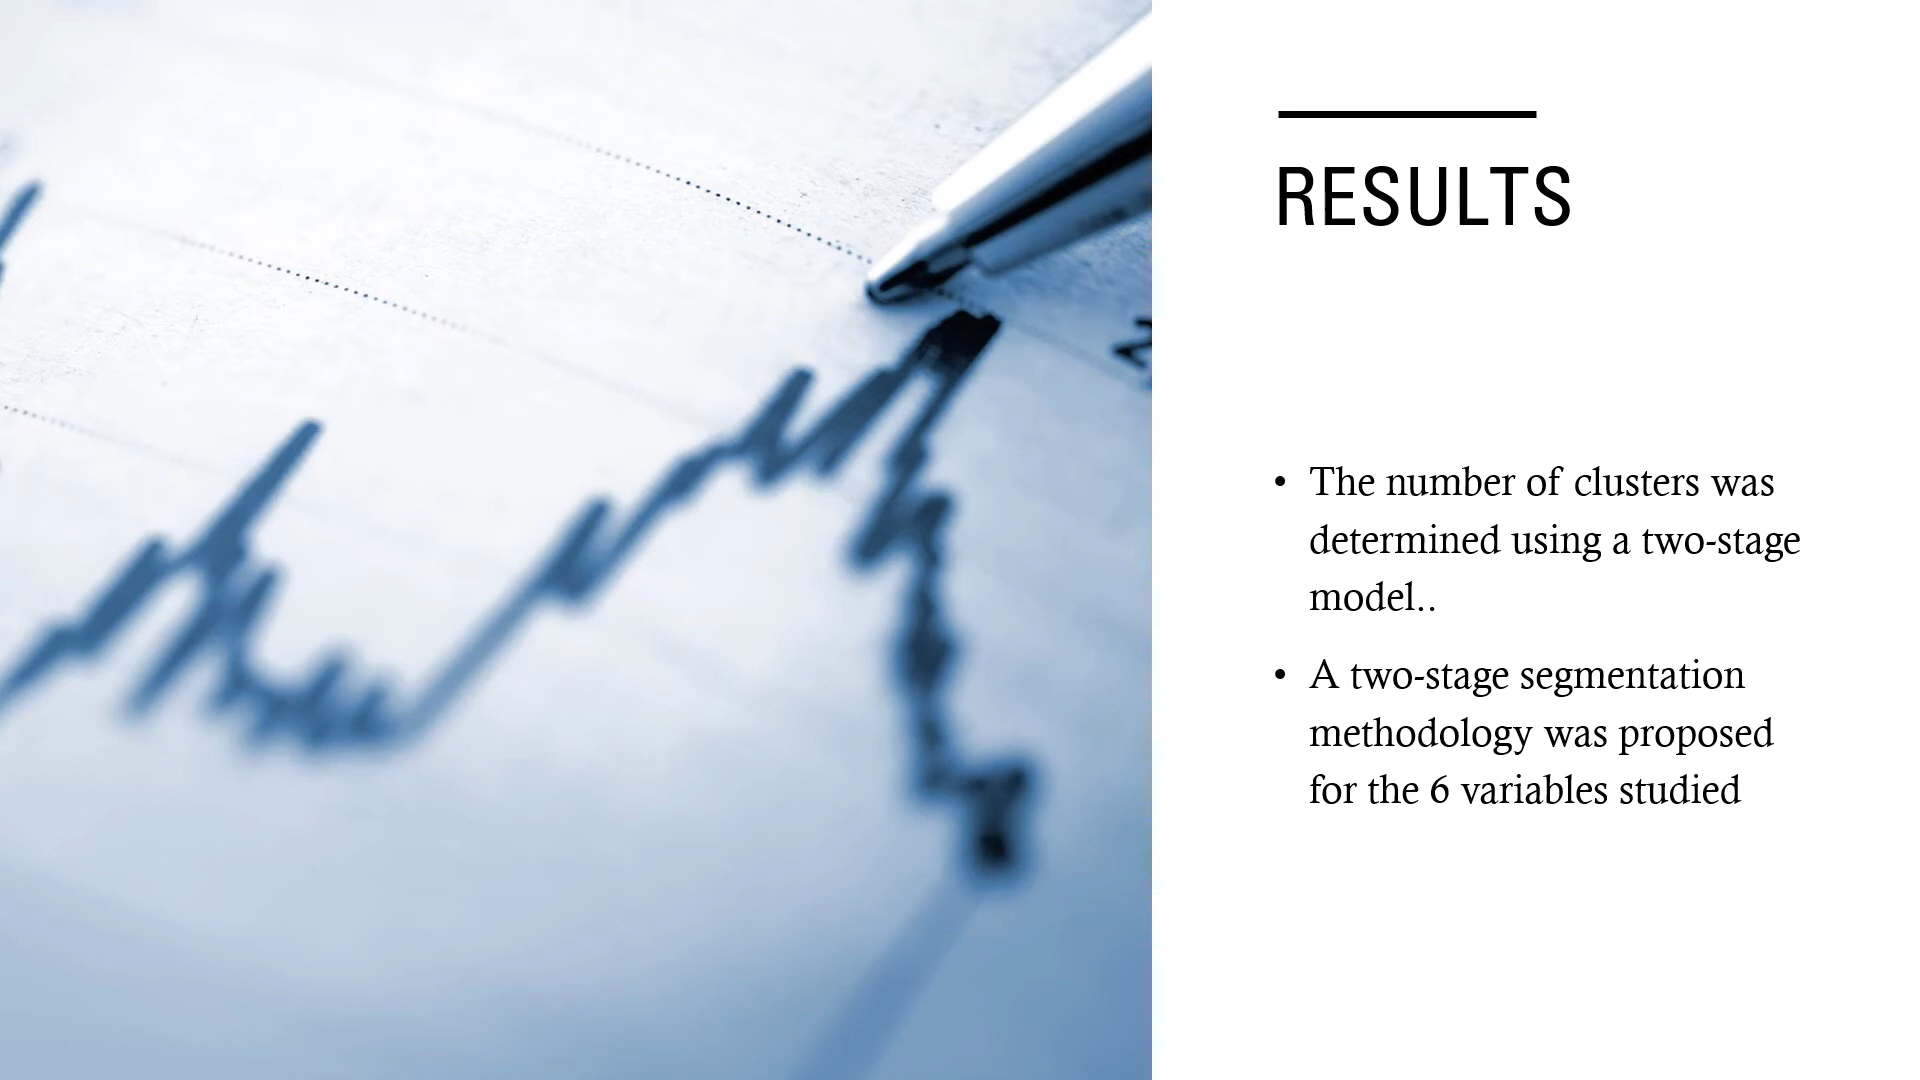 RESULTS
• The number of clusters was
determined using a two-stage
model..
• A two-stage segmentation
methodology was proposed
for the 6 variables studied